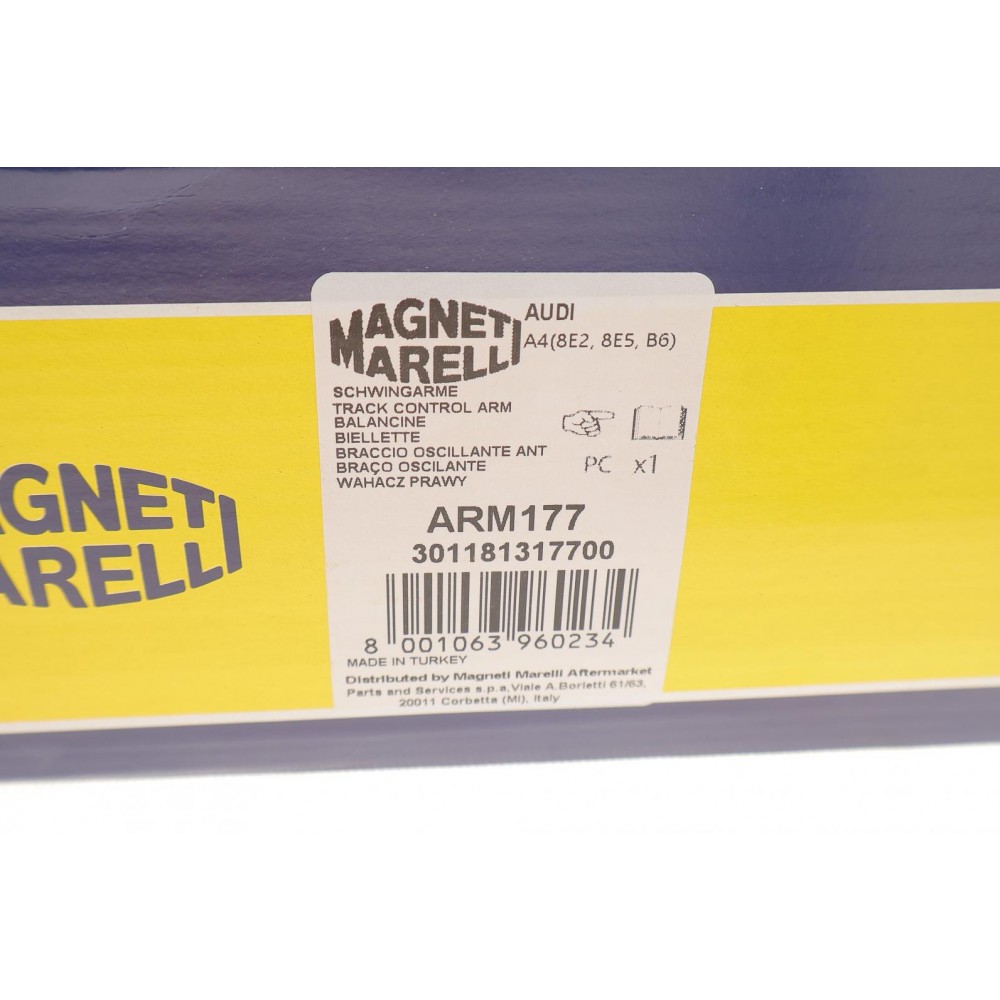 MAGNETI
MARELLI
AUDI
A4(8E2, 8E5, B6)
SCHWINGARME
TRACK CONTROL ARM
BALANCINE
BIELLETTE
BRACCIO OSCILLANTE ANT
BRAÇO OSCILANTE
WAHACZ PRAWY
PC x1
ARM177
301181317700
8 001063 960234
MADE IN TURKEY
Distributed by Magneti Marelli Aftermarket
Parts and Services s.p.a,Viale A.Borletti 61/63,
20011 Corbetta (MI), Italy
AGNETI
ARELLI